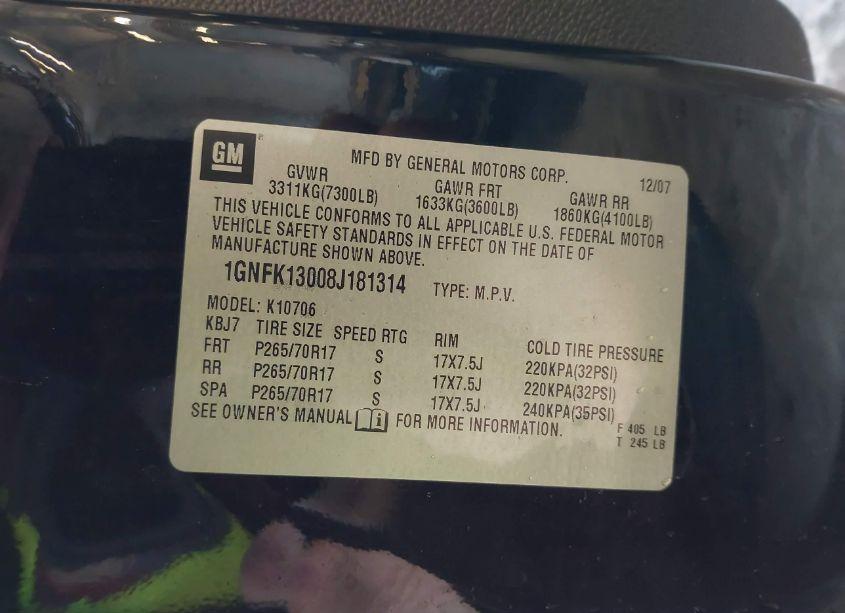 GM
MFD BY GENERAL MOTORS CORP. 12/07
GVWR GAWR FRT GAWR RR
3311KG(7300LB) 1633KG(3600LB) 1860KG(4100LB)
THIS VEHICLE CONFORMS TO ALL APPLICABLE U.S. FEDERAL MOTOR
VEHICLE SAFETY STANDARDS IN EFFECT ON THE DATE OF
MANUFACTURE SHOWN ABOVE.
1GNFK13008J181314 TYPE: M.P.V.
MODEL: K10706
KBJ7 TIRE SIZE SPEED RTG RIM COLD TIRE PRESSURE
FRT P265/70R17 S 17X7.5J 220KPA(32PSI)
RR P265/70R17 S 17X7.5J 220KPA(32PSI)
SPA P265/70R17 S 17X7.5J 240KPA(35PSI)
SEE OWNER'S MANUAL FOR MORE INFORMATION.
F 405 LB
T 245 LB